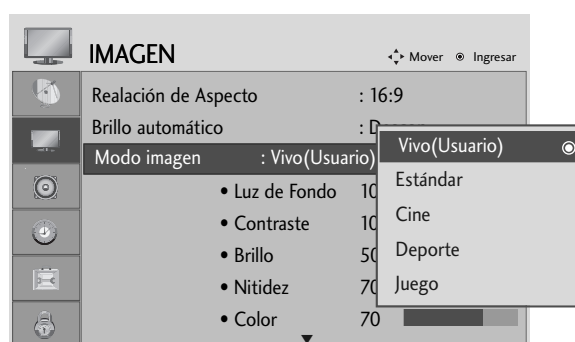 IMAGEN
Mover Ingresar
Realación de Aspecto : 16:9
Brillo automático :
Modo imagen : Vivo(Usuario)
• Luz de Fondo
• Contraste
• Brillo
• Nitidez
• Color 70
Vivo(Usuario)
Estándar
Cine
Deporte
Juego